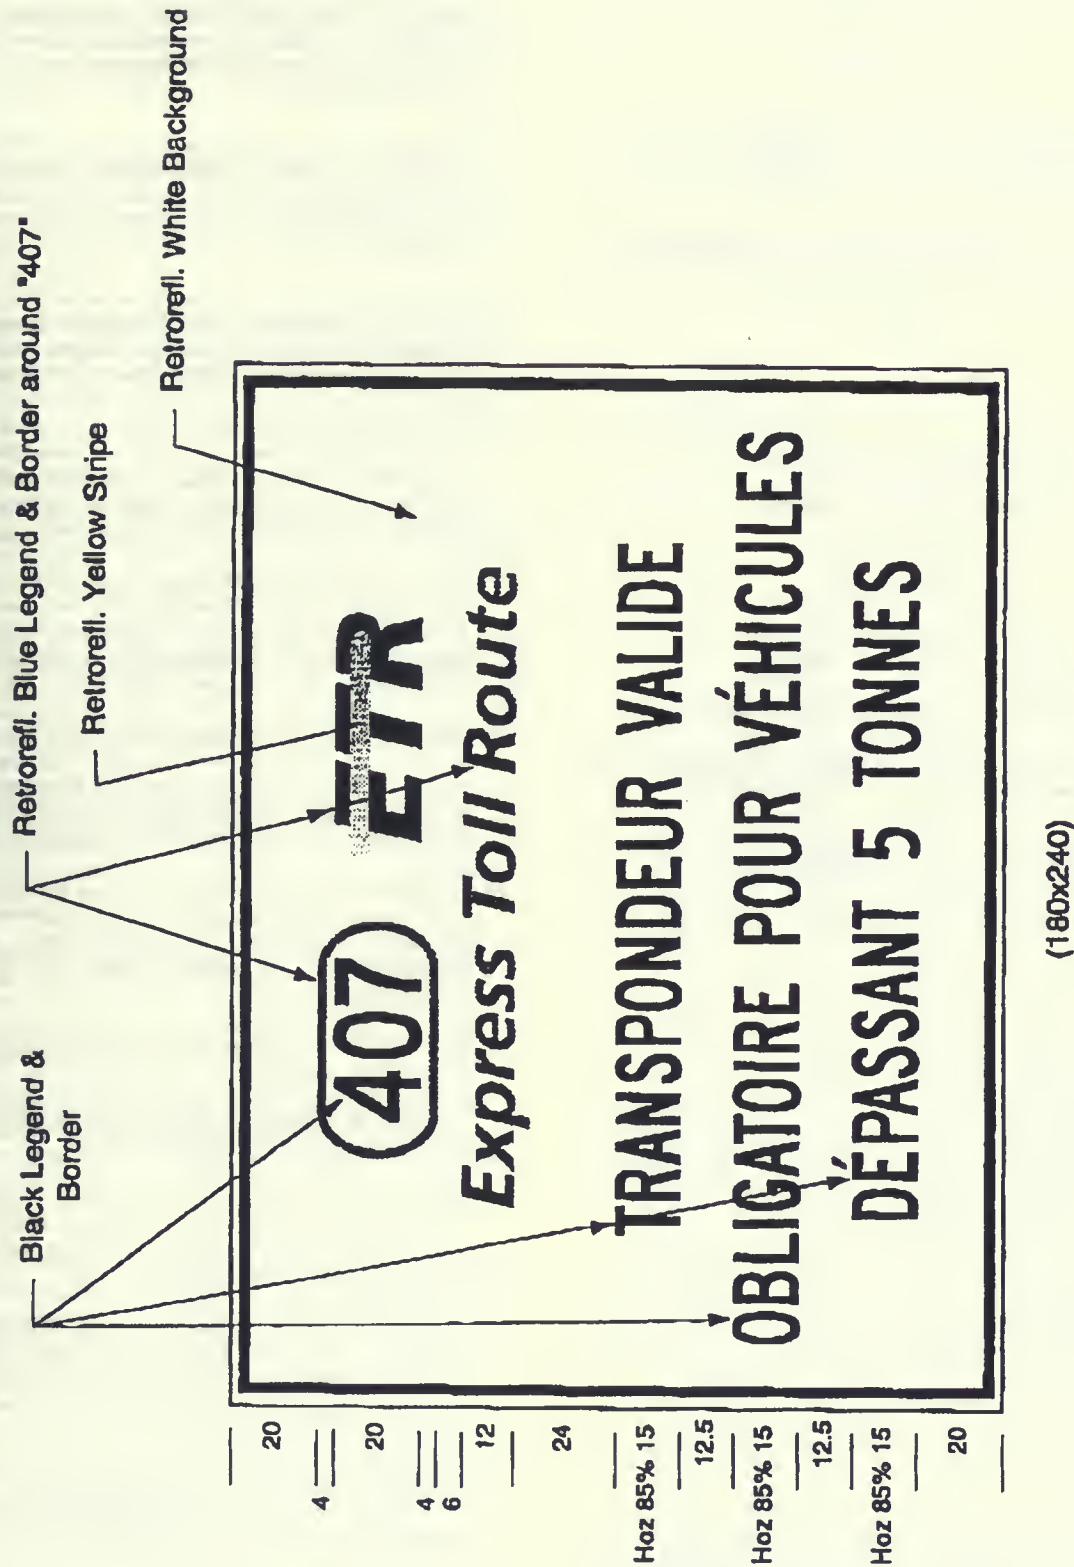 Black Legend &
Border
Retrorefl. Blue Legend & Border around "407"
Retrorefl. Yellow Stripe
Retrorefl. White Background
20
4
20
4
6
12
24
Hoz 85% 15
12.5
Hoz 85% 15
12.5
Hoz 85% 15
20
407 ETR
Express Toll Route
TRANSPONDEUR VALIDE
OBLIGATOIRE POUR VÉHICULES
DÉPASSANT 5 TONNES
(180x240)